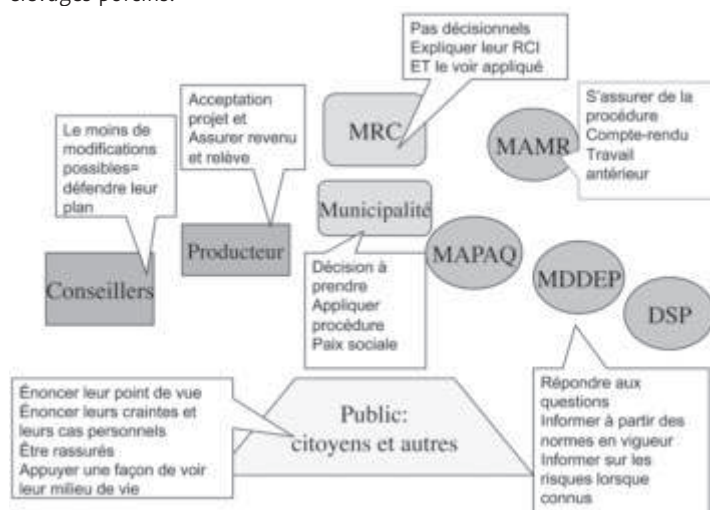 élevages porcins.
Pas décisionnels
Expliquer leur RCI
ET le voir appliqué
Acceptation
projet et
Assurer revenu
et relève
MRC
MAMR
S'assurer de la
procédure
Compte-rendu
Travail
antérieur
Le moins de
modifications
possibles=
défendre leur
plan
Municipalité
Producteur
MAPAQ
Conseillers
Décision à
prendre
Appliquer
procédure
Paix sociale
MDDEP
DSP
Énoncer leur point de vue
Énoncer leurs craintes et
leurs cas personnels
Être rassurés
Appuyer une façon de voir
leur milieu de vie
Public:
citoyens et autres
Répondre aux
questions
Informer à partir des
normes en vigueur
Informer sur les
risques lorsque
connus